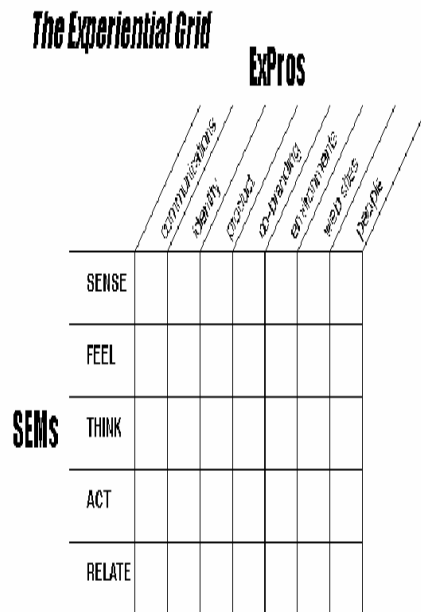 The Experiential Grid
ExPros
communications
identity
product
co-branding
environments
web sites
people
SENSE
FEEL
SEMs
THINK
ACT
RELATE